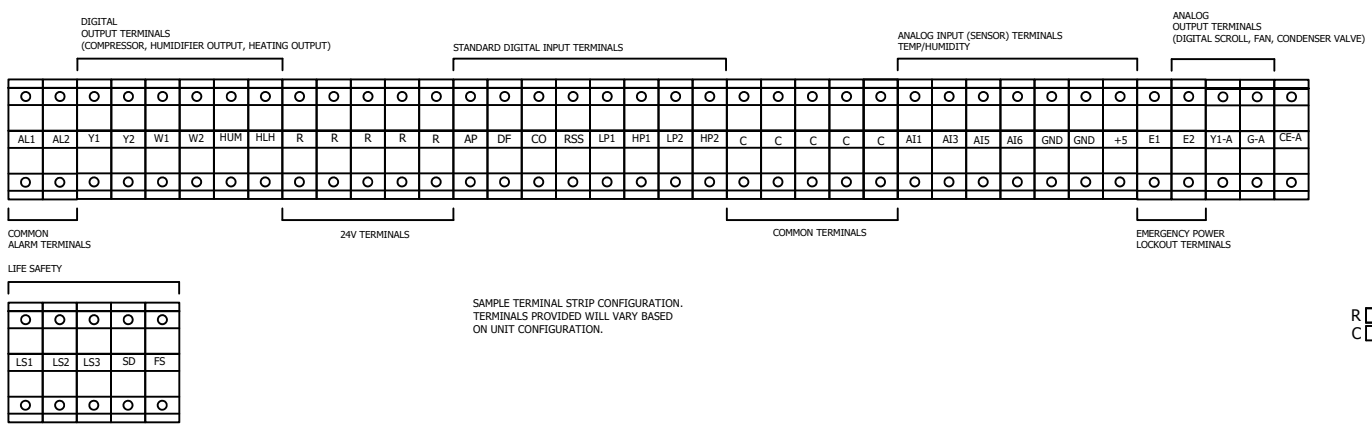 DIGITAL
OUTPUT TERMINALS
(COMPRESSOR, HUMIDIFIER OUTPUT, HEATING OUTPUT)
STANDARD DIGITAL INPUT TERMINALS
ANALOG INPUT (SENSOR) TERMINALS
TEMP/HUMIDITY
ANALOG
OUTPUT TERMINALS
(DIGITAL SCROLL, FAN, CONDENSER VALVE)
AL1 AL2 Y1 Y2 W1 W2 HUM HLH R R R R R AP DF CO RSS LP1 HP1 LP2 HP2 C C C C C AI1 AI3 AI5 AI6 GND GND +5 E1 E2 Y1-A G-A CE-A
COMMON
ALARM TERMINALS
24V TERMINALS
COMMON TERMINALS
EMERGENCY POWER
LOCKOUT TERMINALS
LIFE SAFETY
LS1 LS2 LS3 SD FS
SAMPLE TERMINAL STRIP CONFIGURATION.
TERMINALS PROVIDED WILL VARY BASED
ON UNIT CONFIGURATION.
R
C